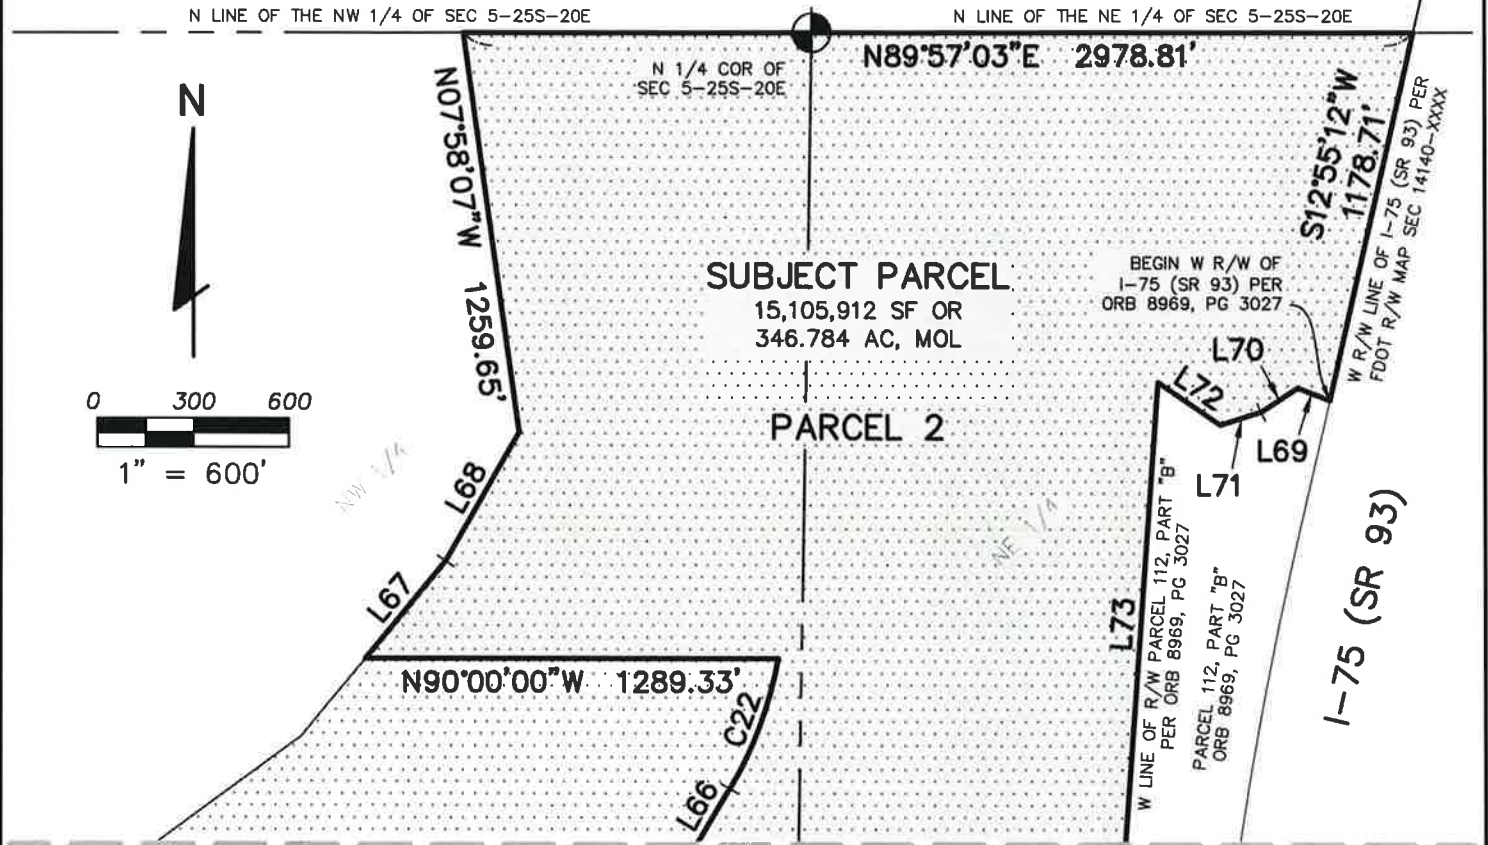 N LINE OF THE NW 1/4 OF SEC 5-25S-20E
N LINE OF THE NE 1/4 OF SEC 5-25S-20E
N89°57'03"E 2978.81'
N 1/4 COR OF
SEC 5-25S-20E
N
N07°58'07"W 1259.65'
S12°55'12"W
1178.71'
W R/W LINE OF I-75 (SR 93) PER
FDOT R/W MAP SEC 14140-XXXX
SUBJECT PARCEL
15,105,912 SF OR
346.784 AC, MOL
BEGIN W R/W OF
I-75 (SR 93) PER
ORB 8969, PG 3027
L70
L72
0 300 600
1" = 600'
PARCEL 2
L69
L71
NW 1/4
L68
NE 1/4
I-75 (SR 93)
L67
L73
W LINE OF R/W PARCEL 112, PART "B"
PER ORB 8969, PG 3027
PARCEL 112, PART "B"
ORB 8969, PG 3027
N90°00'00"W 1289.33'
C22
L66